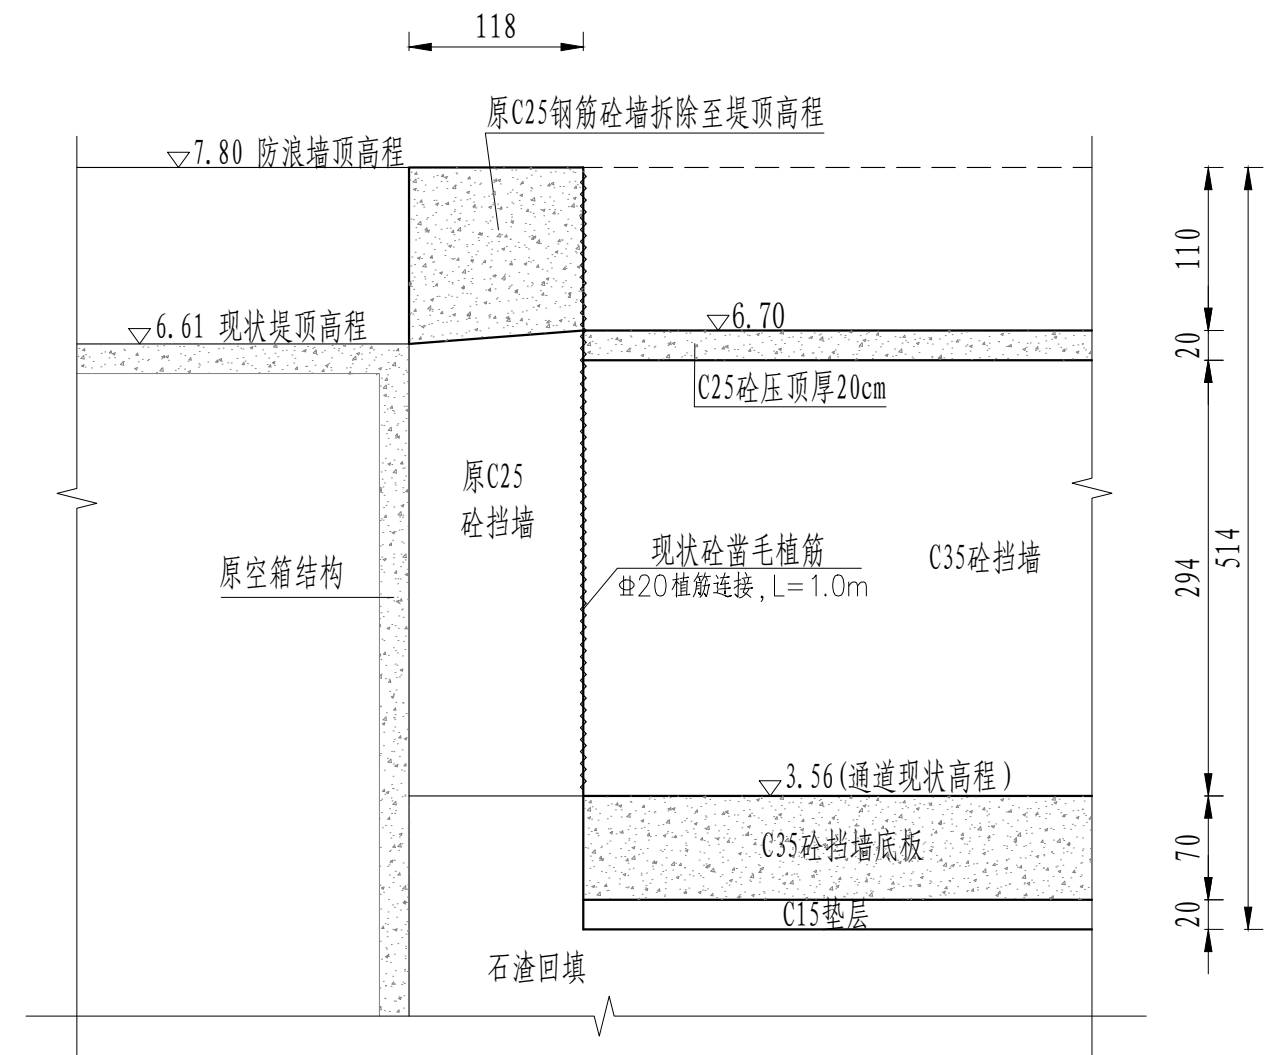 118
原C25钢筋砼墙拆除至堤顶高程
7.80 防浪墙顶高程
110
6.61 现状堤顶高程
6.70
20
C25砼压顶厚20cm
原C25
砼挡墙
现状砼凿毛植筋
Φ20植筋连接,L=1.0m
C35砼挡墙
原空箱结构
294
514
3.56(通道现状高程)
C35砼挡墙底板
70
C15垫层
20
石渣回填